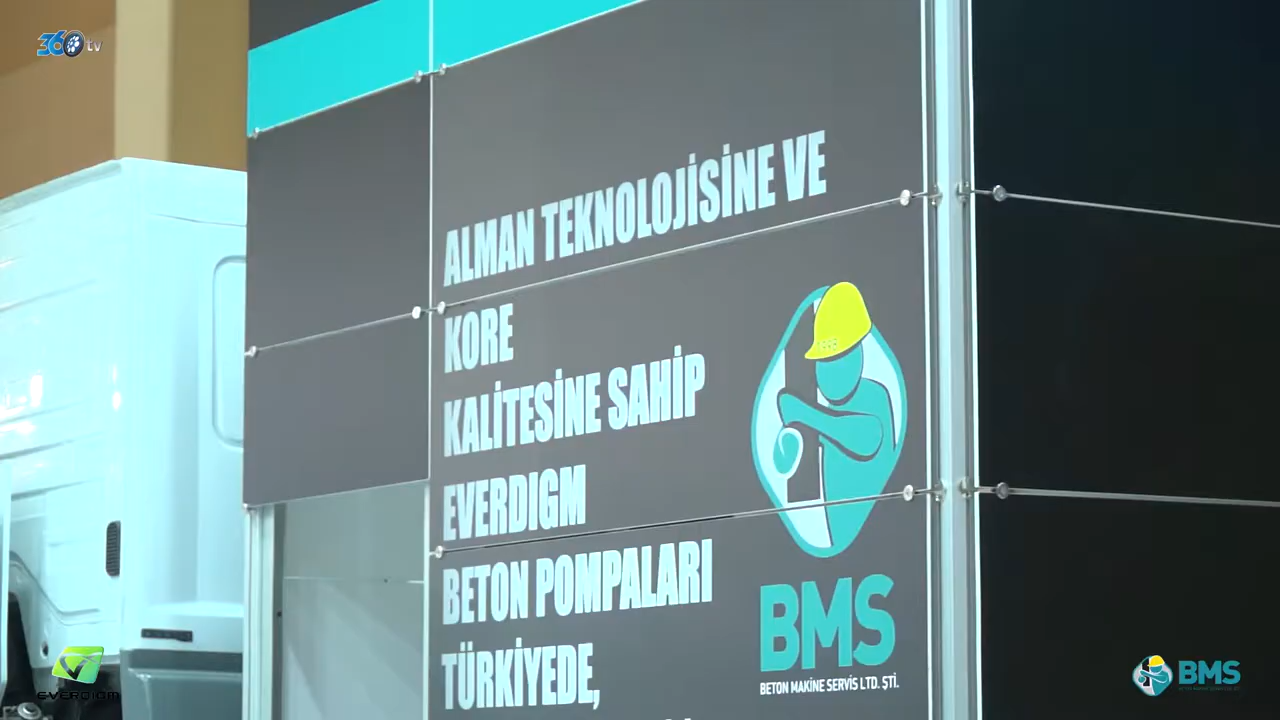 360 tv
ALMAN TEKNOLOJİSİNE VE
KORE
KALİTESİNE SAHİP
EVERDIGM
BETON POMPALARI
TÜRKİYEDE,
BMS
BETON MAKİNE SERVİS LTD. ŞTİ.
EVERDIGM
BMS